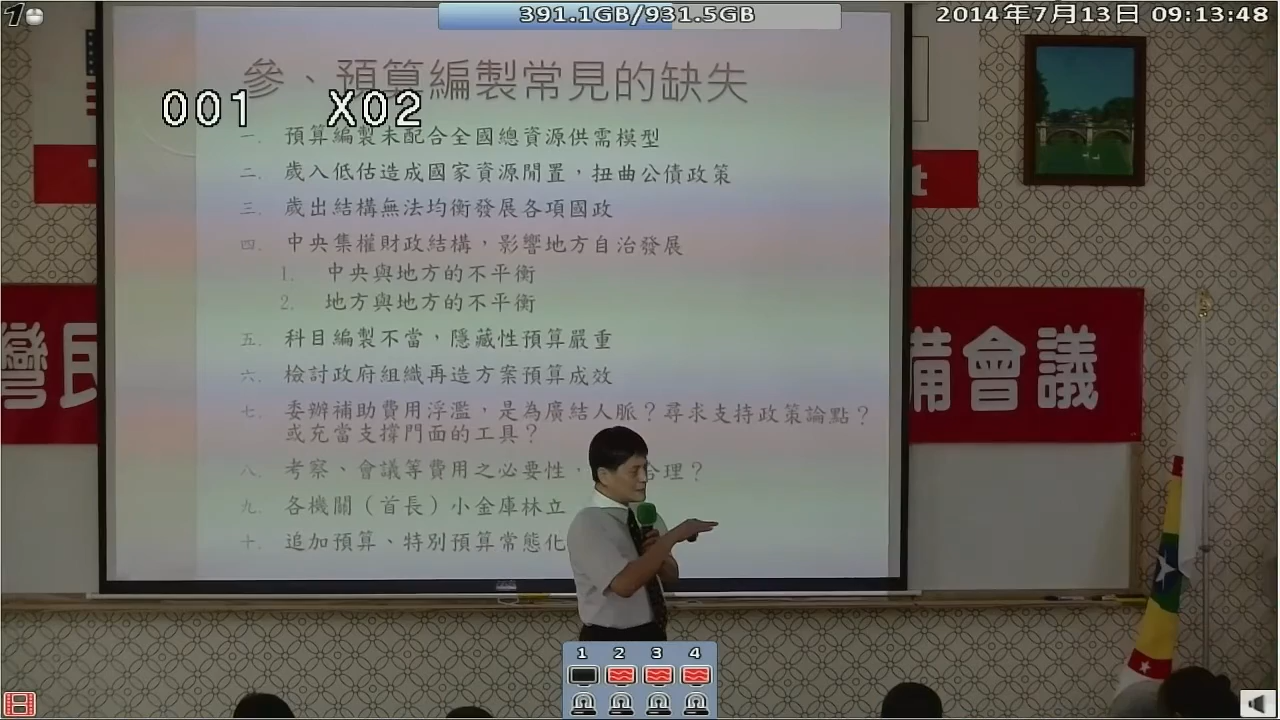 391.1GB/931.5GB
2014年7月13日 09:13:48
參、預算編製常見的缺失
001 X02
一. 預算編製未配合全國總資源供需模型
二. 歲入低估造成國家資源閒置，扭曲公債政策
三. 歲出結構無法均衡發展各項國政
四. 中央集權財政結構，影響地方自治發展
1. 中央與地方的不平衡
2. 地方與地方的不平衡
五. 科目編製不當，隱藏性預算嚴重
六. 檢討政府組織再造方案預算成效
七. 委辦補助費用浮濫，是為廣結人脈？尋求支持政策論點？
或充當支撐門面的工具？
八. 考察、會議等費用之必要性，合理？
九. 各機關（首長）小金庫林立
十. 追加預算、特別預算常態化
t
灣民
備會議
1 2 3 4